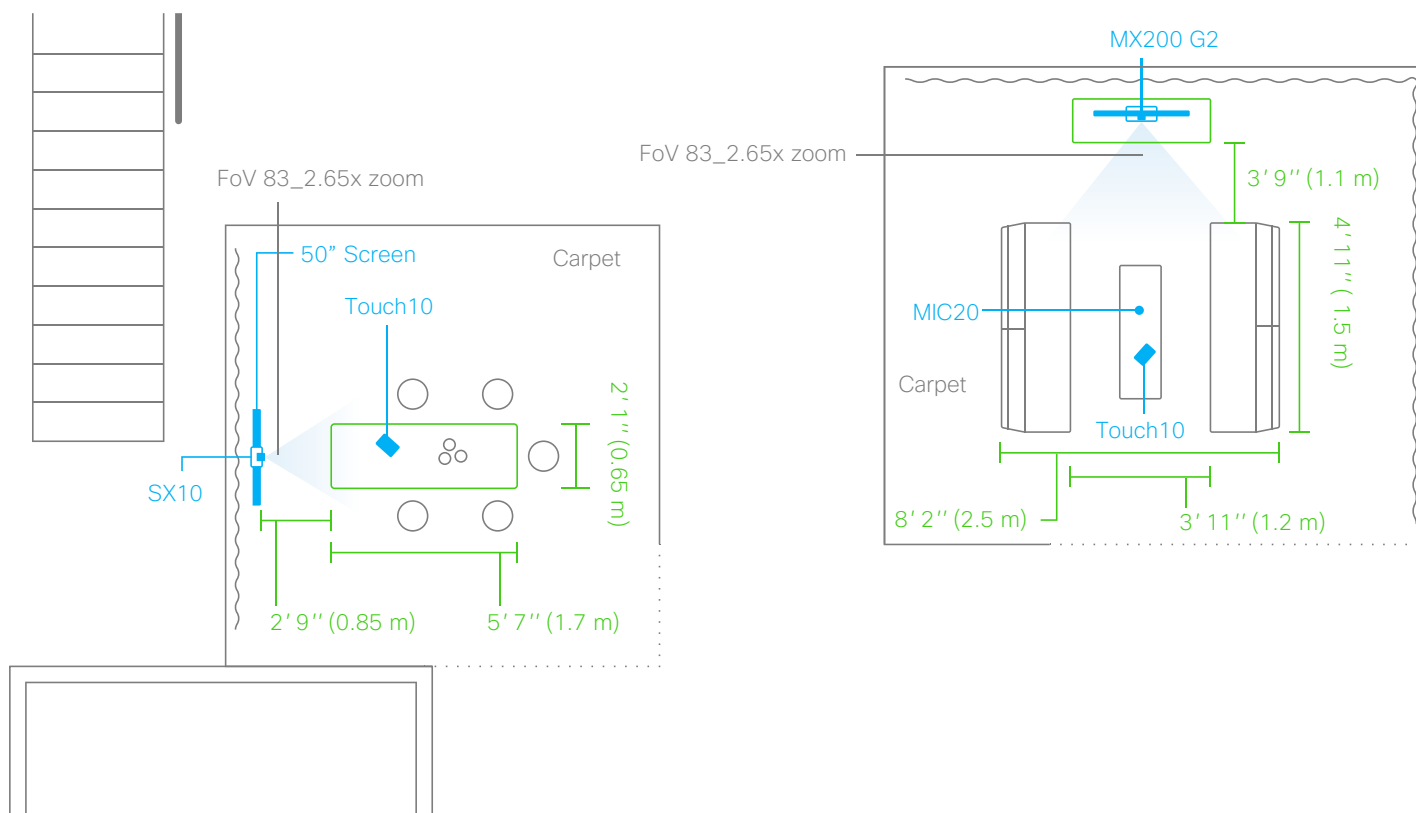 FoV 83_2.65x zoom
50” Screen
Carpet
Touch10
2' 1'' (0.65 m)
SX10
2' 9'' (0.85 m)
5' 7'' (1.7 m)
MX200 G2
FoV 83_2.65x zoom
3' 9'' (1.1 m)
4' 11'' ( 1.5 m)
MIC20
Carpet
Touch10
8' 2'' (2.5 m)
3' 11'' (1.2 m)